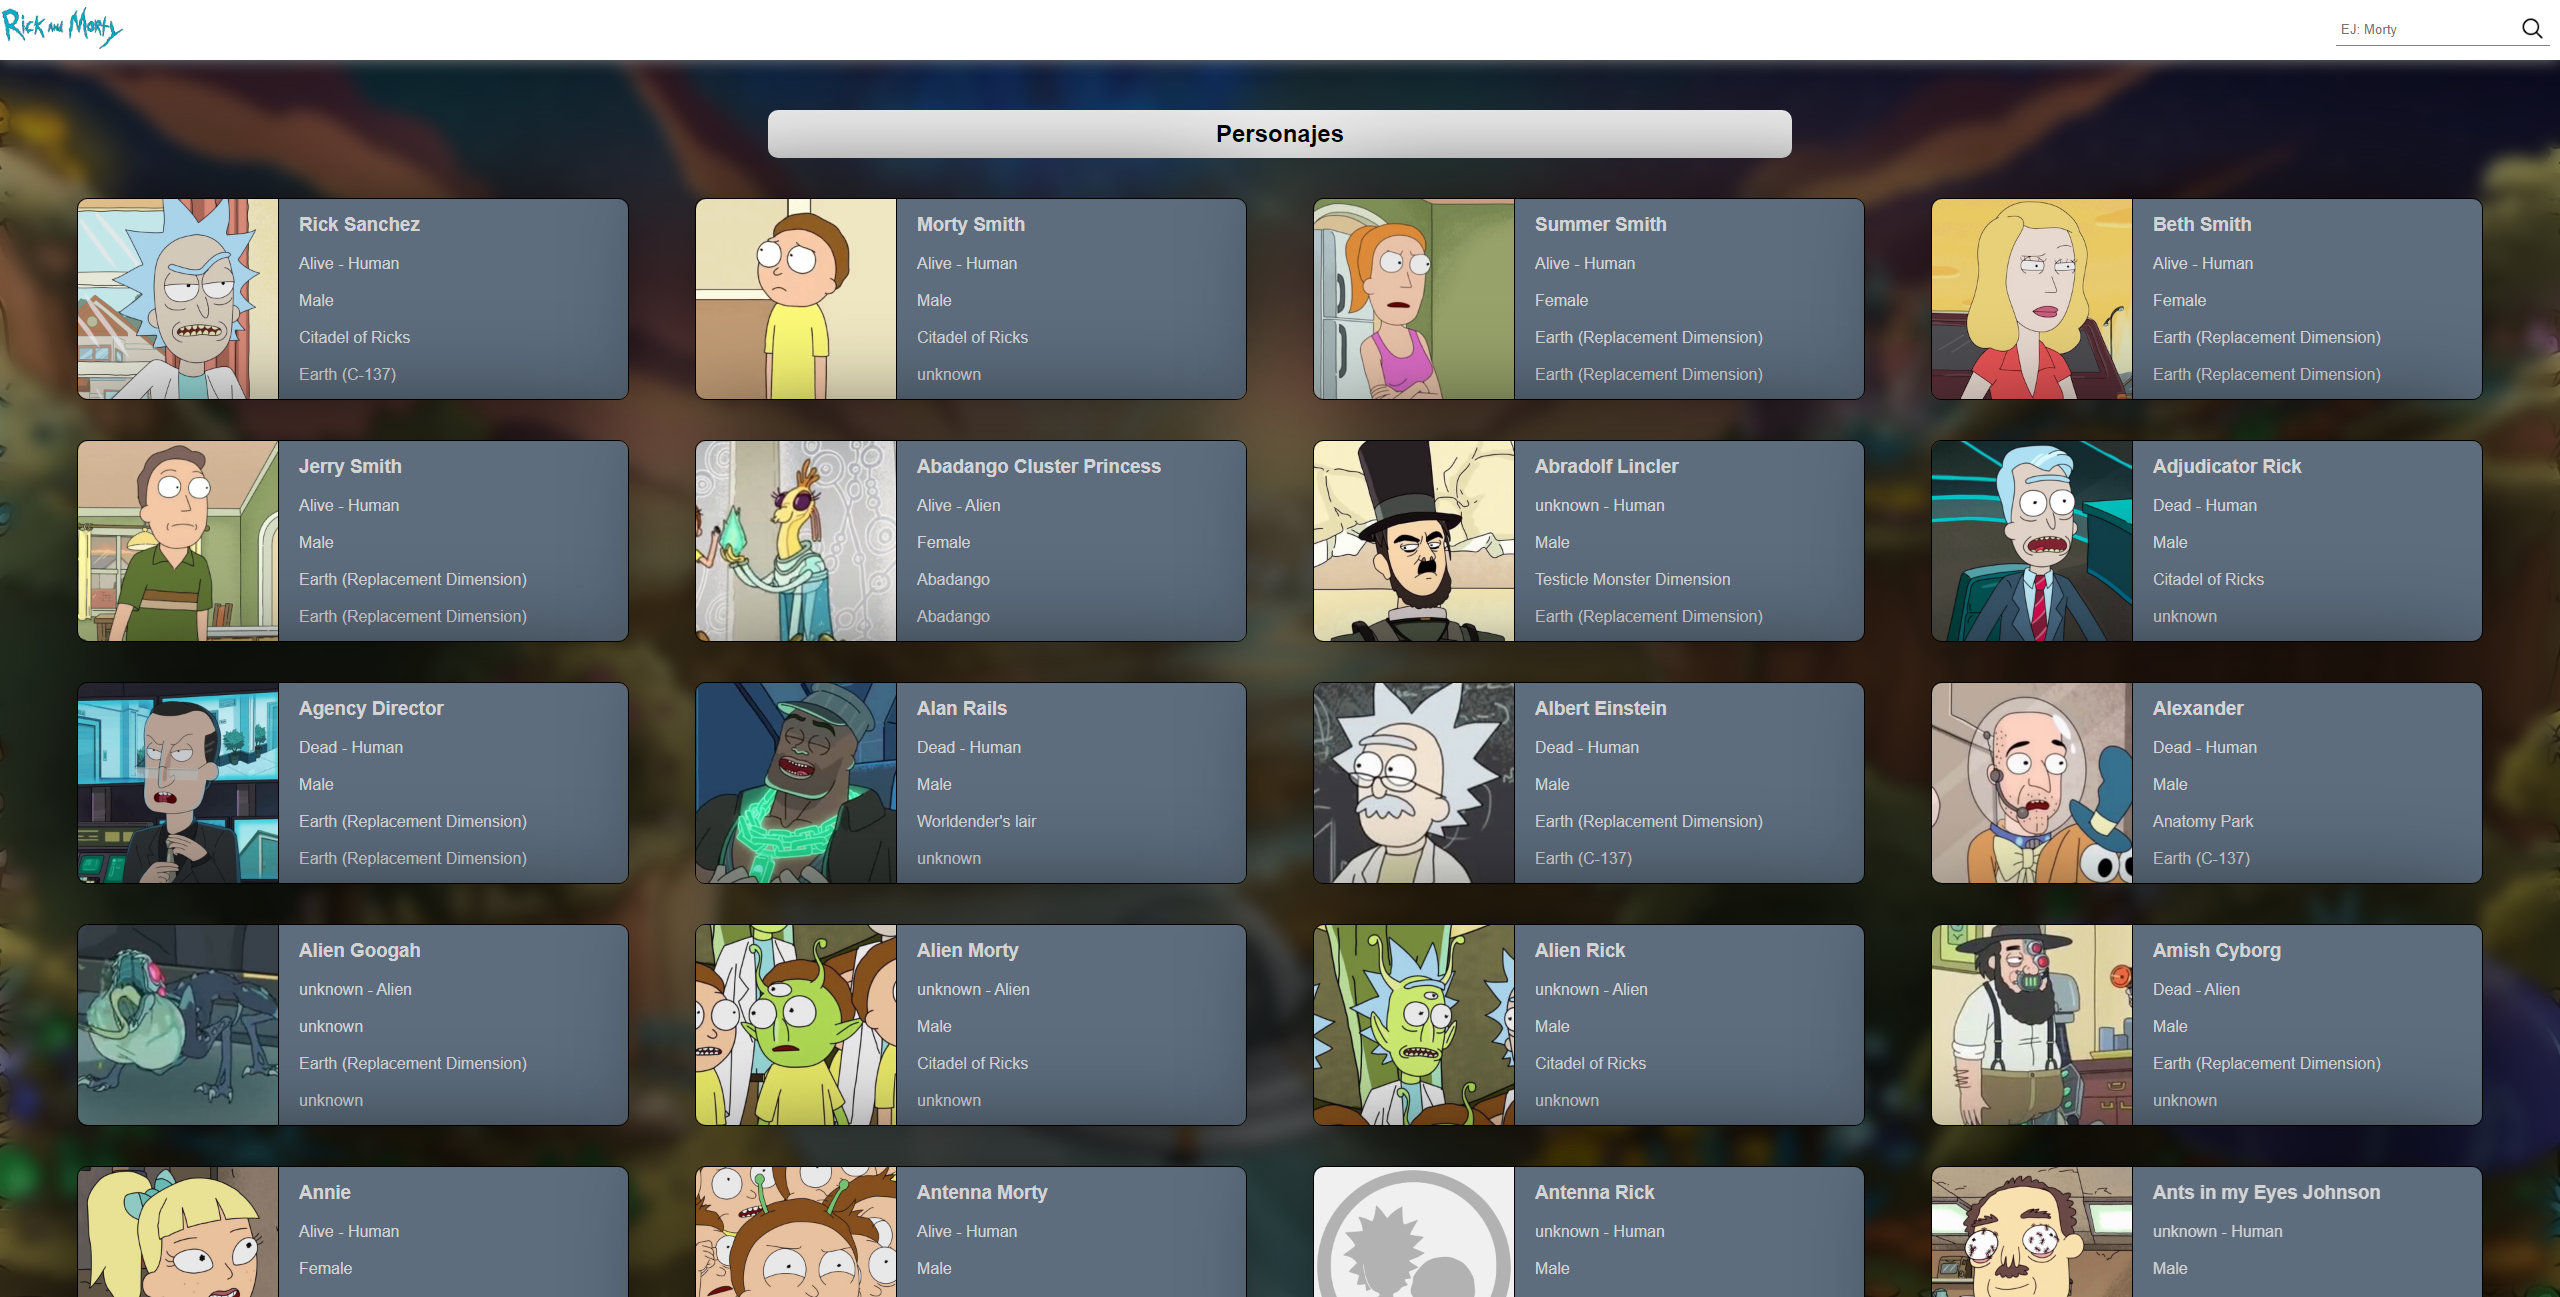 Rick and Morty
EJ: Morty
Personajes
Rick Sanchez
Alive - Human
Male
Citadel of Ricks
Earth (C-137)
Morty Smith
Alive - Human
Male
Citadel of Ricks
unknown
Summer Smith
Alive - Human
Female
Earth (Replacement Dimension)
Earth (Replacement Dimension)
Beth Smith
Alive - Human
Female
Earth (Replacement Dimension)
Earth (Replacement Dimension)
Jerry Smith
Alive - Human
Male
Earth (Replacement Dimension)
Earth (Replacement Dimension)
Abadango Cluster Princess
Alive - Alien
Female
Abadango
Abadango
Abradolf Lincler
unknown - Human
Male
Testicle Monster Dimension
Earth (Replacement Dimension)
Adjudicator Rick
Dead - Human
Male
Citadel of Ricks
unknown
Agency Director
Dead - Human
Male
Earth (Replacement Dimension)
Earth (Replacement Dimension)
Alan Rails
Dead - Human
Male
Worldender's lair
unknown
Albert Einstein
Dead - Human
Male
Earth (Replacement Dimension)
Earth (C-137)
Alexander
Dead - Human
Male
Anatomy Park
Earth (C-137)
Alien Googah
unknown - Alien
unknown
Earth (Replacement Dimension)
unknown
Alien Morty
unknown - Alien
Male
Citadel of Ricks
unknown
Alien Rick
unknown - Alien
Male
Citadel of Ricks
unknown
Amish Cyborg
Dead - Alien
Male
Earth (Replacement Dimension)
unknown
Annie
Alive - Human
Female
Antenna Morty
Alive - Human
Male
Antenna Rick
unknown - Human
Male
Ants in my Eyes Johnson
unknown - Human
Male